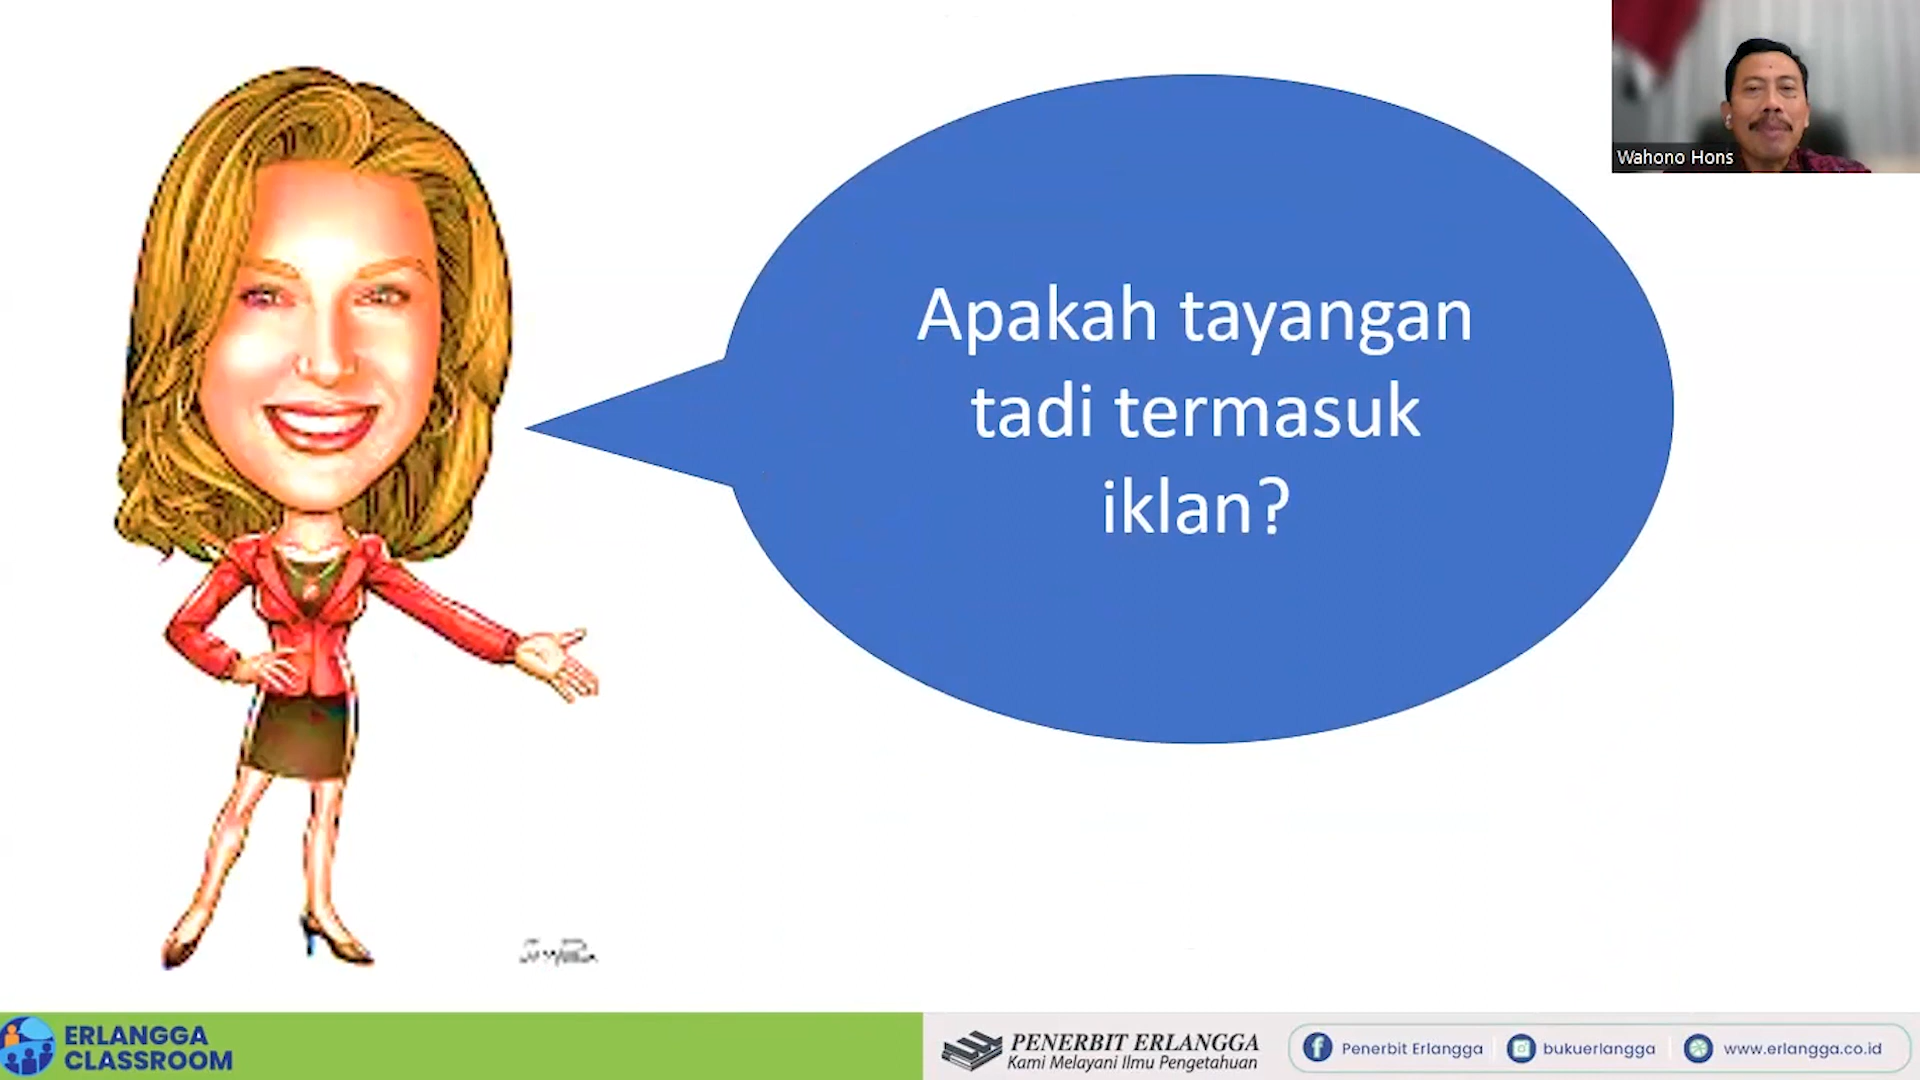 Wahono Hons
Apakah tayangan
tadi termasuk
iklan?
ERLANGGA
CLASSROOM
PENERBIT ERLANGGA
Kami Melayani Ilmu Pengetahuan
Penerbit Erlangga
bukuerlangga
www.erlangga.co.id